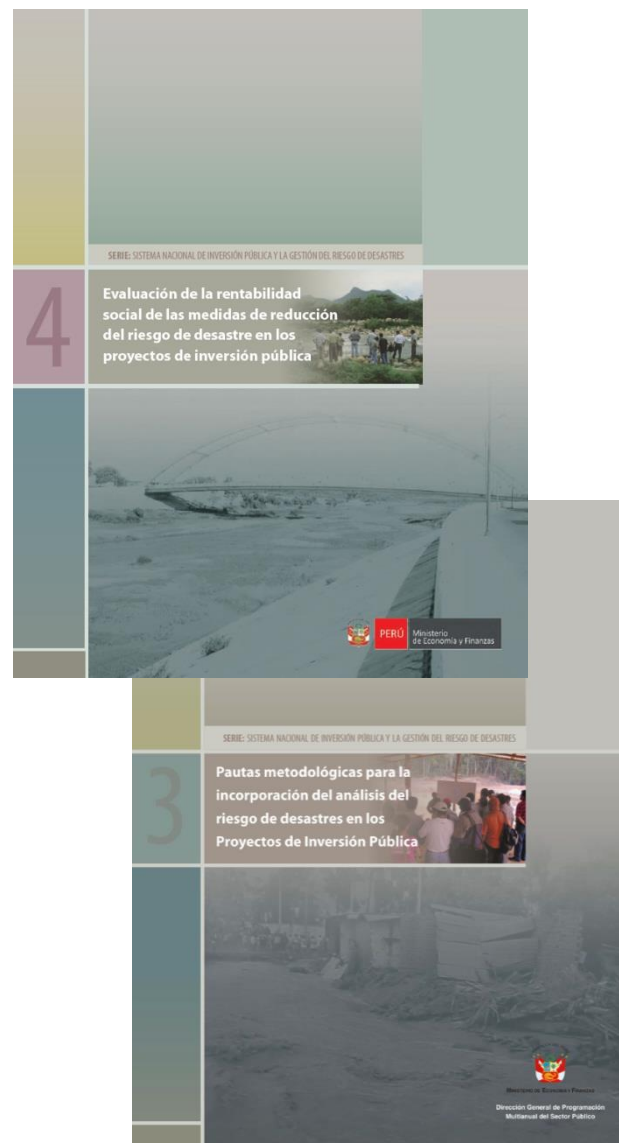 SERIE: SISTEMA NACIONAL DE INVERSIÓN PÚBLICA Y LA GESTIÓN DEL RIESGO DE DESASTRES
4
Evaluación de la rentabilidad
social de las medidas de reducción
del riesgo de desastre en los
proyectos de inversión pública
PERÚ
Ministerio
de Economía y Finanzas
SERIE: SISTEMA NACIONAL DE INVERSIÓN PÚBLICA Y LA GESTIÓN DEL RIESGO DE DESASTRES
3
Pautas metodológicas para la
incorporación del análisis del
riesgo de desastres en los
Proyectos de Inversión Pública
MINISTERIO DE ECONOMÍA Y FINANZAS
Dirección General de Programación
Multianual del Sector Público